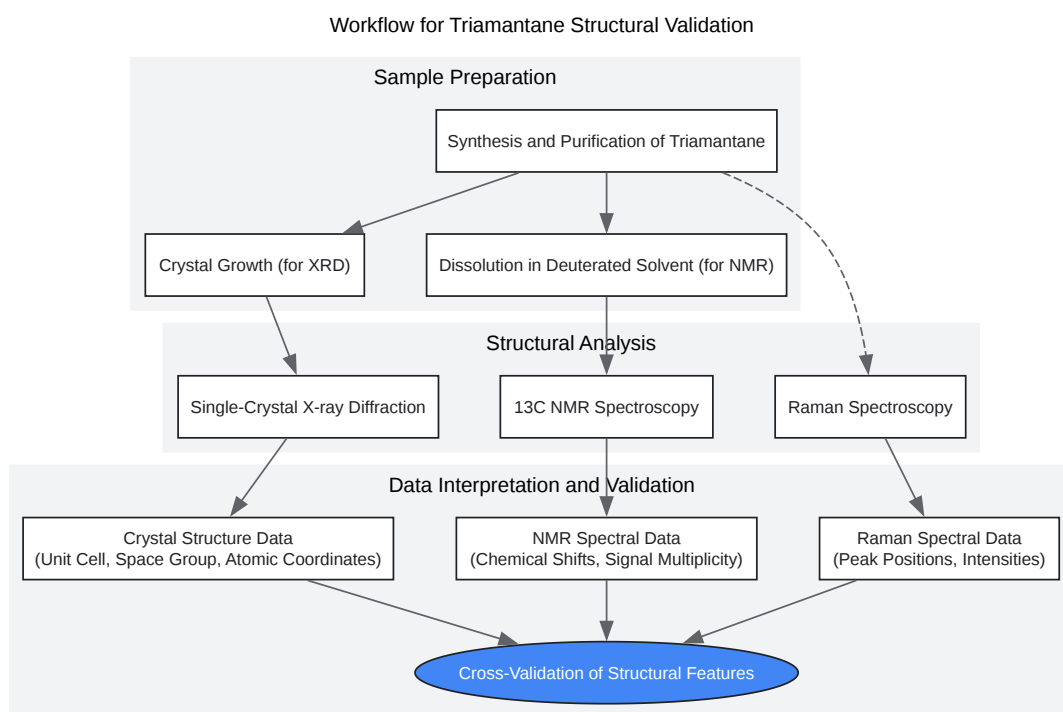 Workflow for Triamantane Structural Validation
Sample Preparation
Synthesis and Purification of Triamantane
Crystal Growth (for XRD)
Dissolution in Deuterated Solvent (for NMR)
Structural Analysis
Single-Crystal X-ray Diffraction
13C NMR Spectroscopy
Raman Spectroscopy
Data Interpretation and Validation
Crystal Structure Data
(Unit Cell, Space Group, Atomic Coordinates)
NMR Spectral Data
(Chemical Shifts, Signal Multiplicity)
Raman Spectral Data
(Peak Positions, Intensities)
Cross-Validation of Structural Features